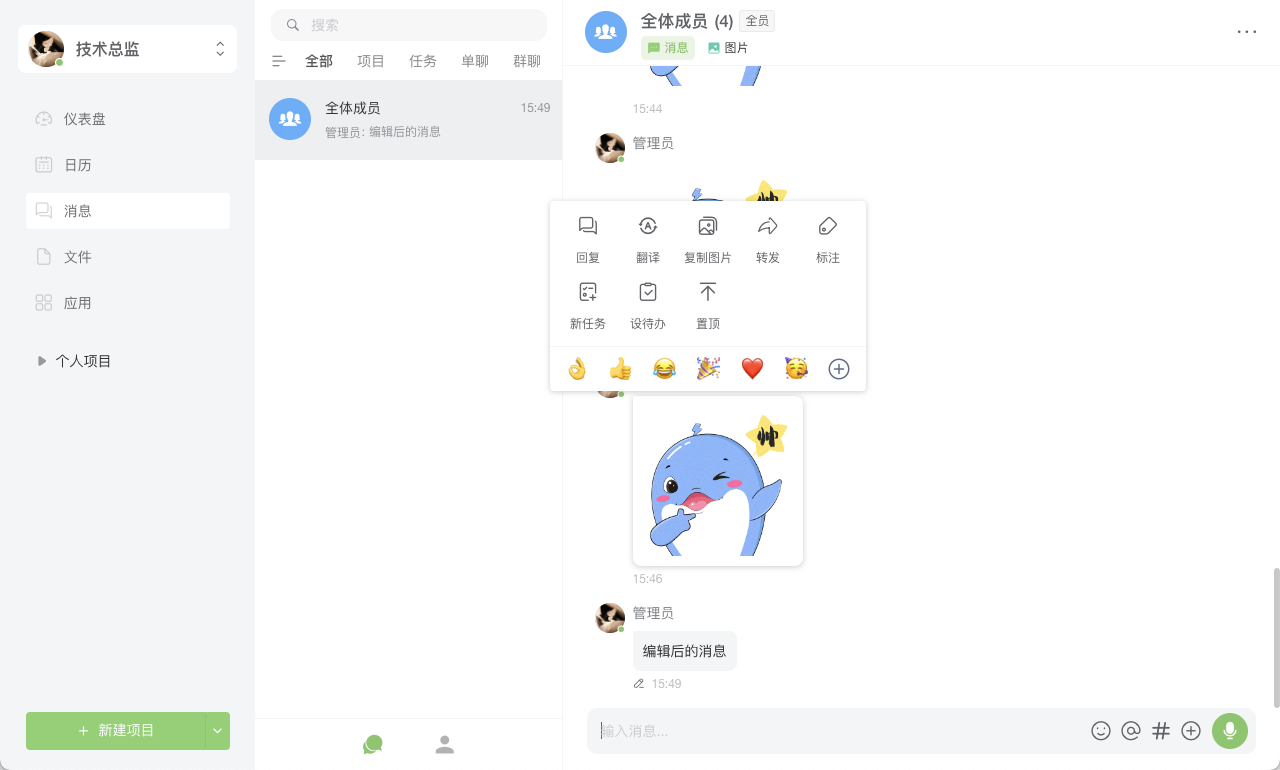 技术总监
仪表盘
日历
消息
文件
应用
个人项目
新建项目
搜索
全部 项目 任务 单聊 群聊
全体成员 15:49
管理员: 编辑后的消息
全体成员 (4) 全员
消息 图片
15:44
管理员
回复 翻译 复制图片 转发 标注
新任务 设待办 置顶
帅
15:46
管理员
编辑后的消息
15:49
输入消息...